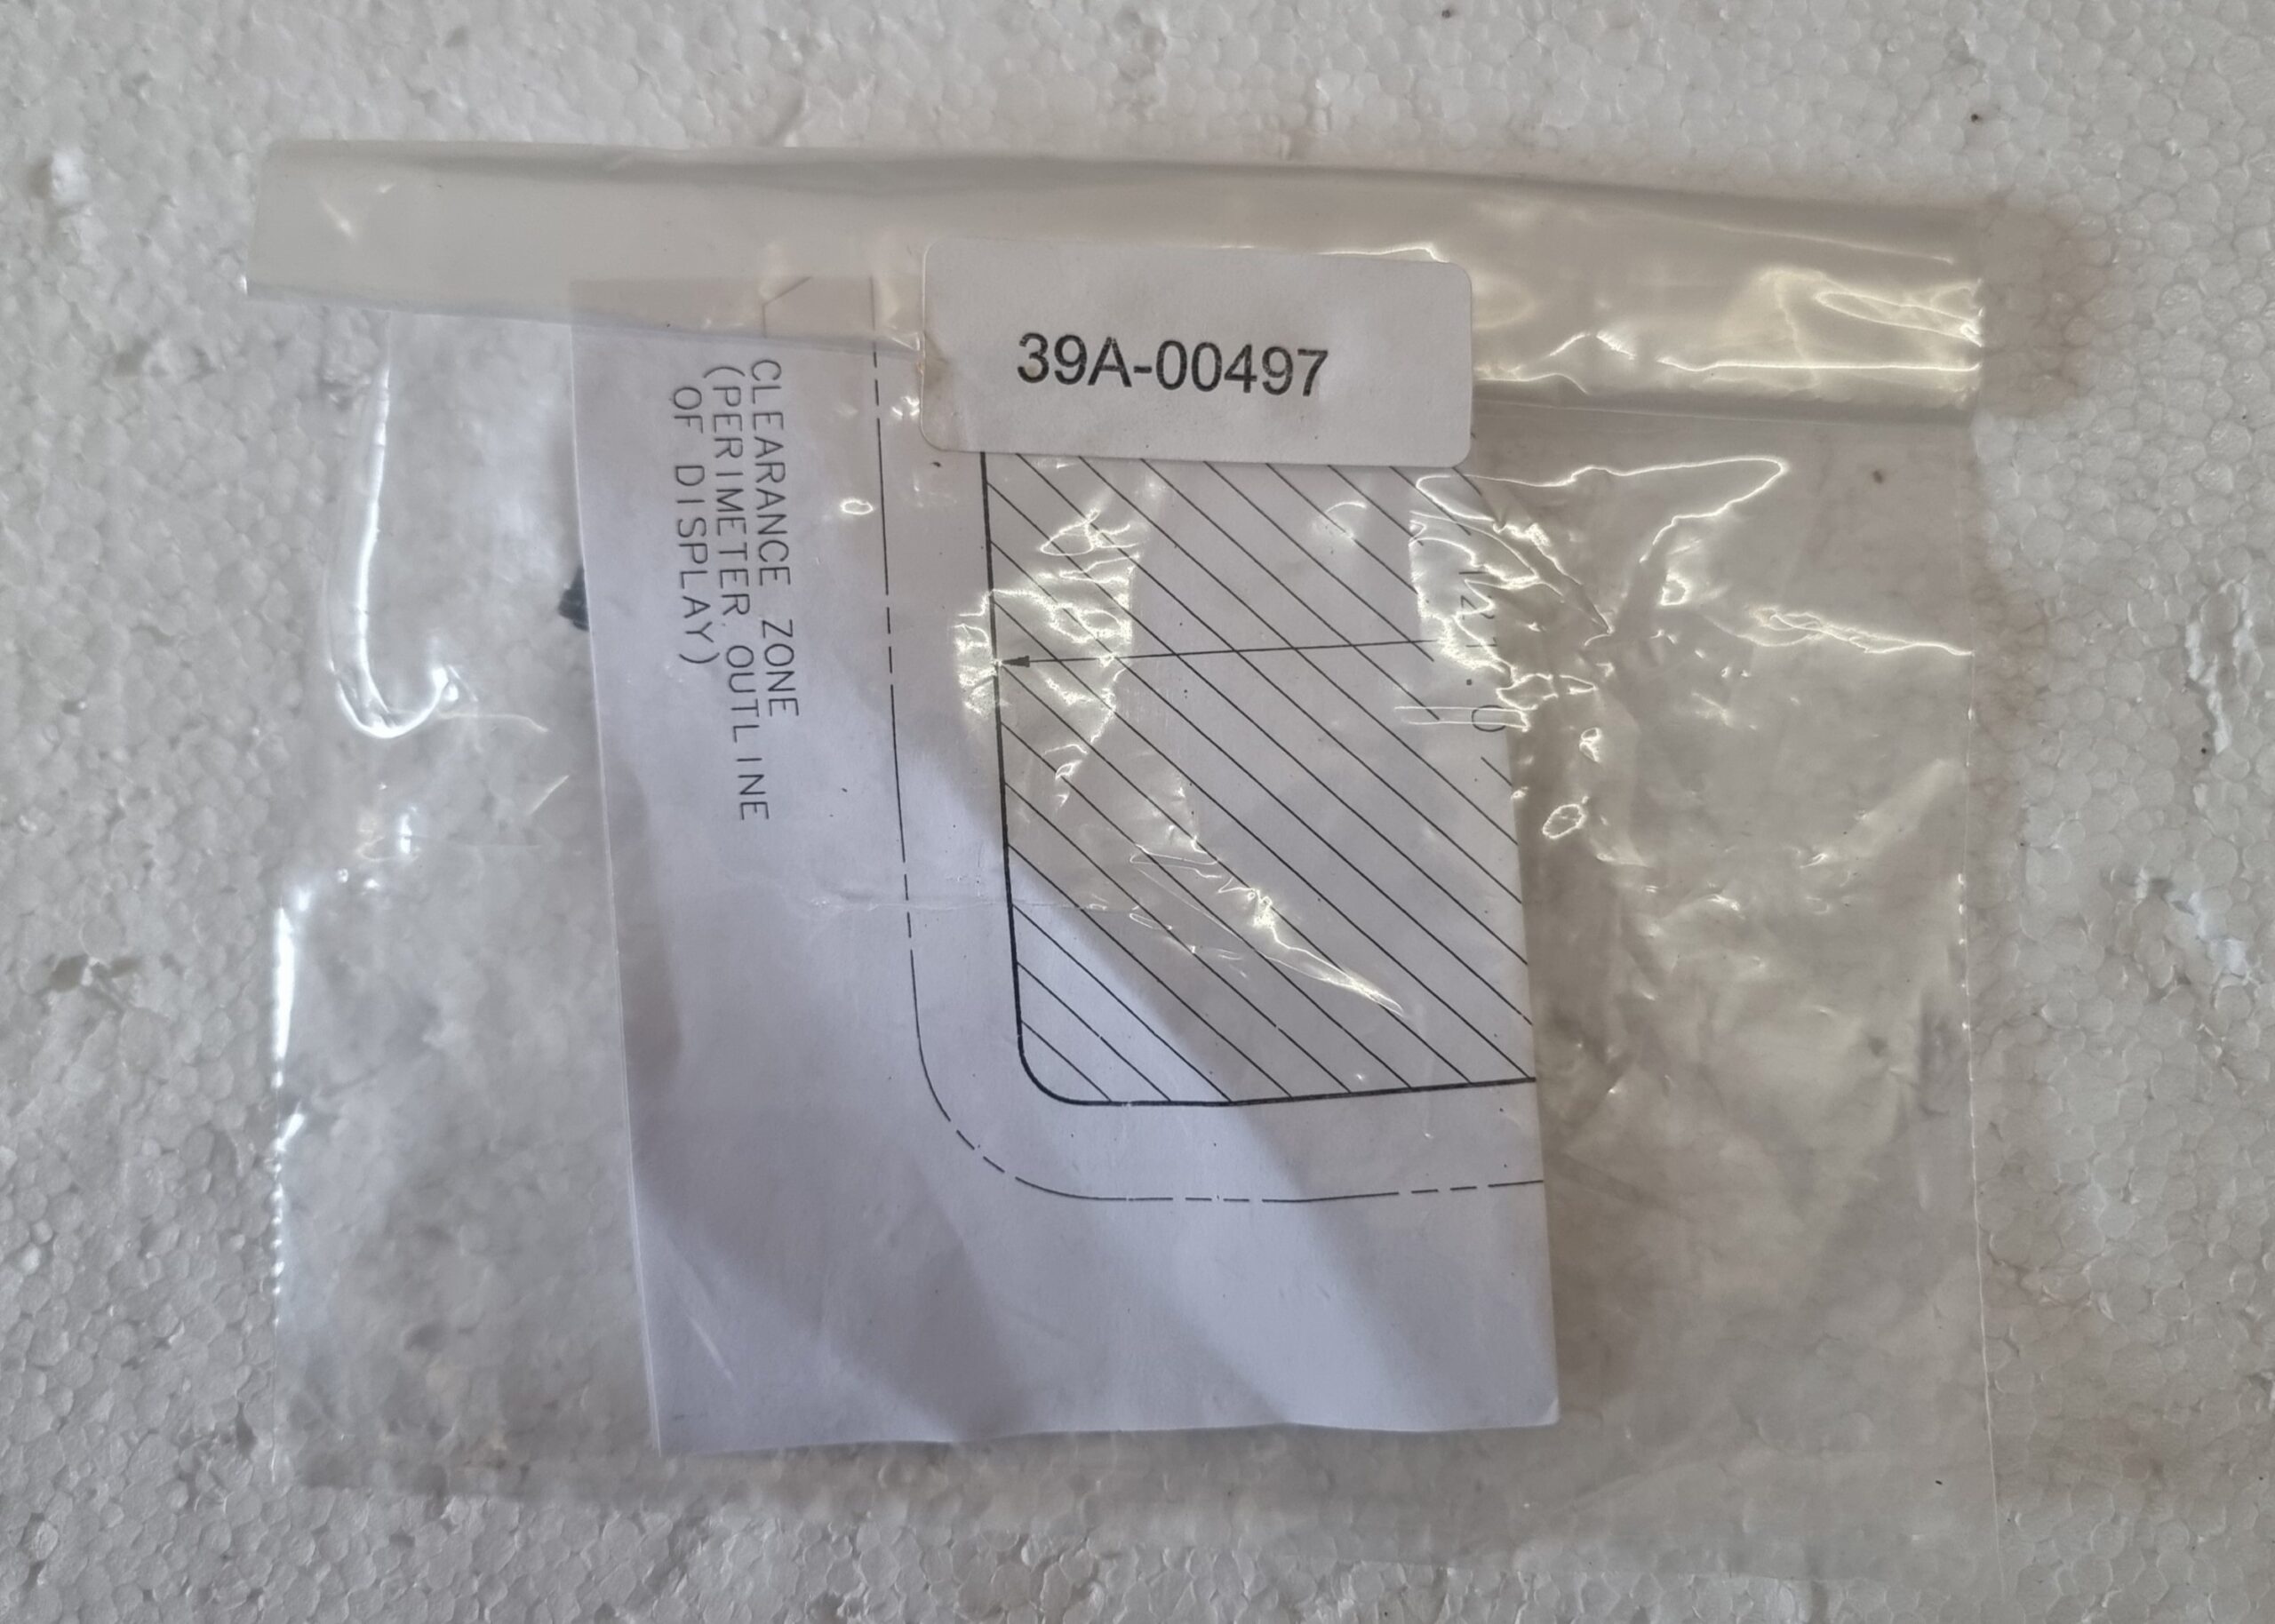 39A-00497
CLEARANCE ZONE
(PERIMETER OUTLINE
OF DISPLAY)